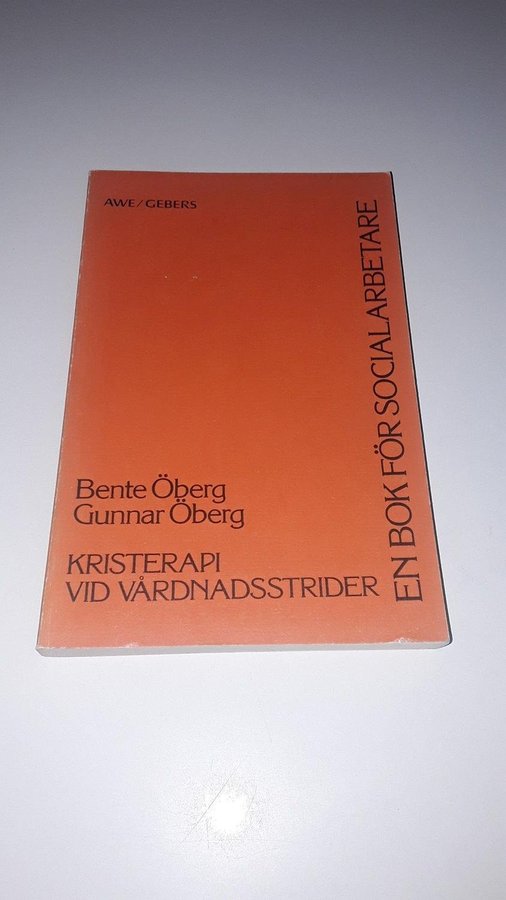 AWE/GEBERS
Bente Öberg
Gunnar Öberg
KRISTERAPI
VID VÅRDNADSSTRIDER
EN BOK FÖR SOCIALARBETARE